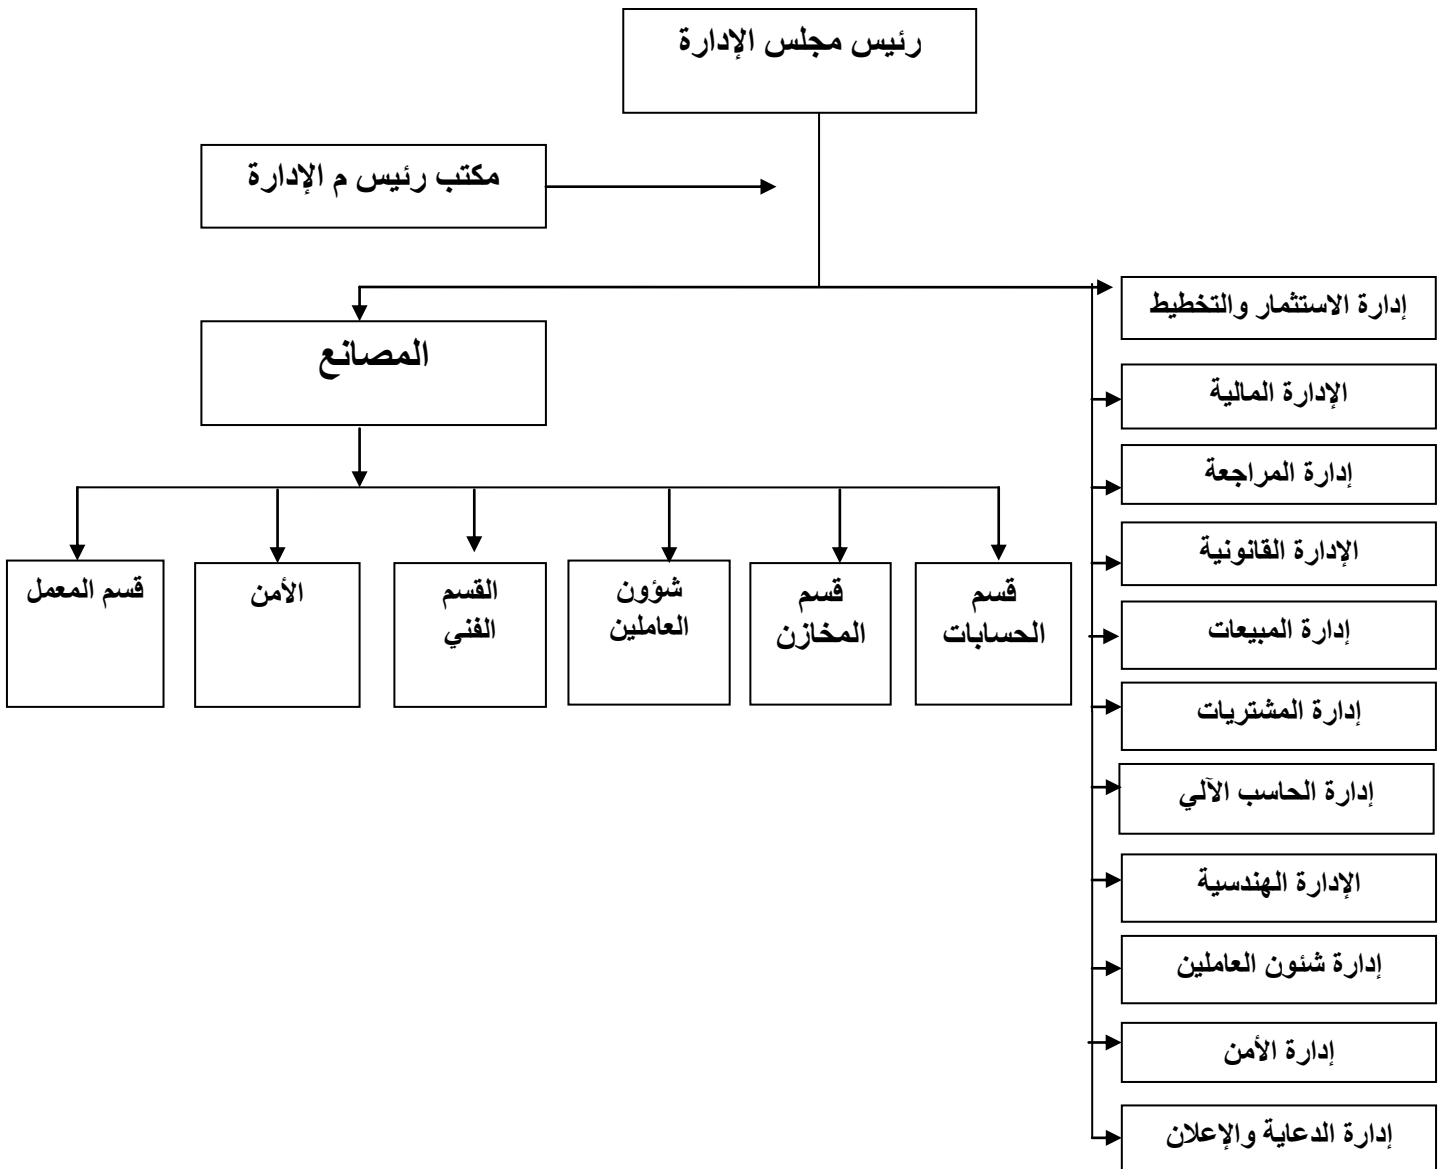 رئيس مجلس الإدارة
مكتب رئيس م الإدارة
إدارة الاستثمار والتخطيط
المصانع
الإدارة المالية
إدارة المراجعة
الإدارة القانونية
إدارة المبيعات
إدارة المشتريات
إدارة الحاسب الآلي
الإدارة الهندسية
إدارة شئون العاملين
إدارة الأمن
إدارة الدعاية والإعلان
قسم
الحسابات
قسم
المخازن
شؤون
العاملين
القسم
الفني
الأمن
قسم المعمل